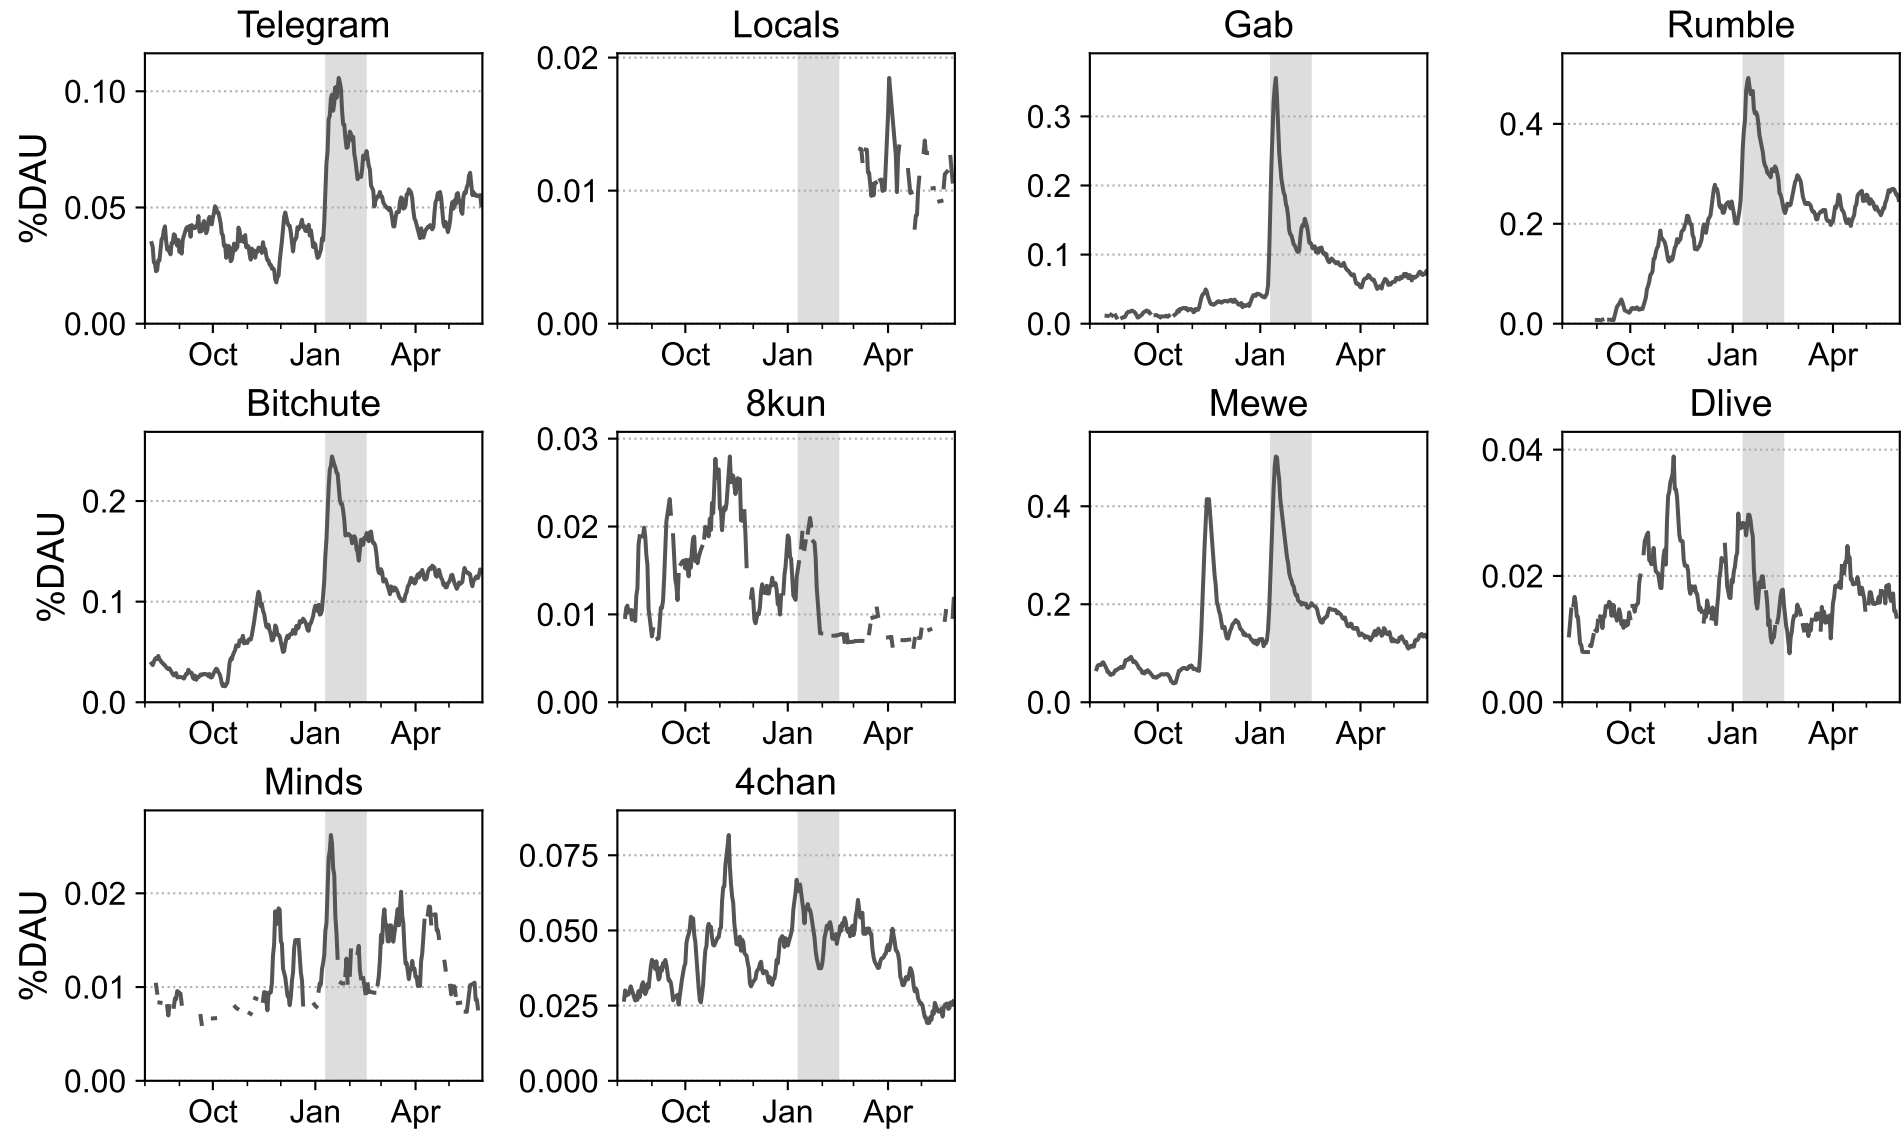 Telegram Locals Gab Rumble
%DAU
0.10
0.05
0.00
Oct Jan Apr
0.02
0.01
0.00
Oct Jan Apr
0.3
0.2
0.1
0.0
Oct Jan Apr
0.4
0.2
0.0
Oct Jan Apr
Bitchute 8kun Mewe Dlive
%DAU
0.2
0.1
0.0
Oct Jan Apr
0.03
0.02
0.01
0.00
Oct Jan Apr
0.4
0.2
0.0
Oct Jan Apr
0.04
0.02
0.00
Oct Jan Apr
Minds 4chan
%DAU
0.02
0.01
0.00
Oct Jan Apr
0.075
0.050
0.025
0.000
Oct Jan Apr